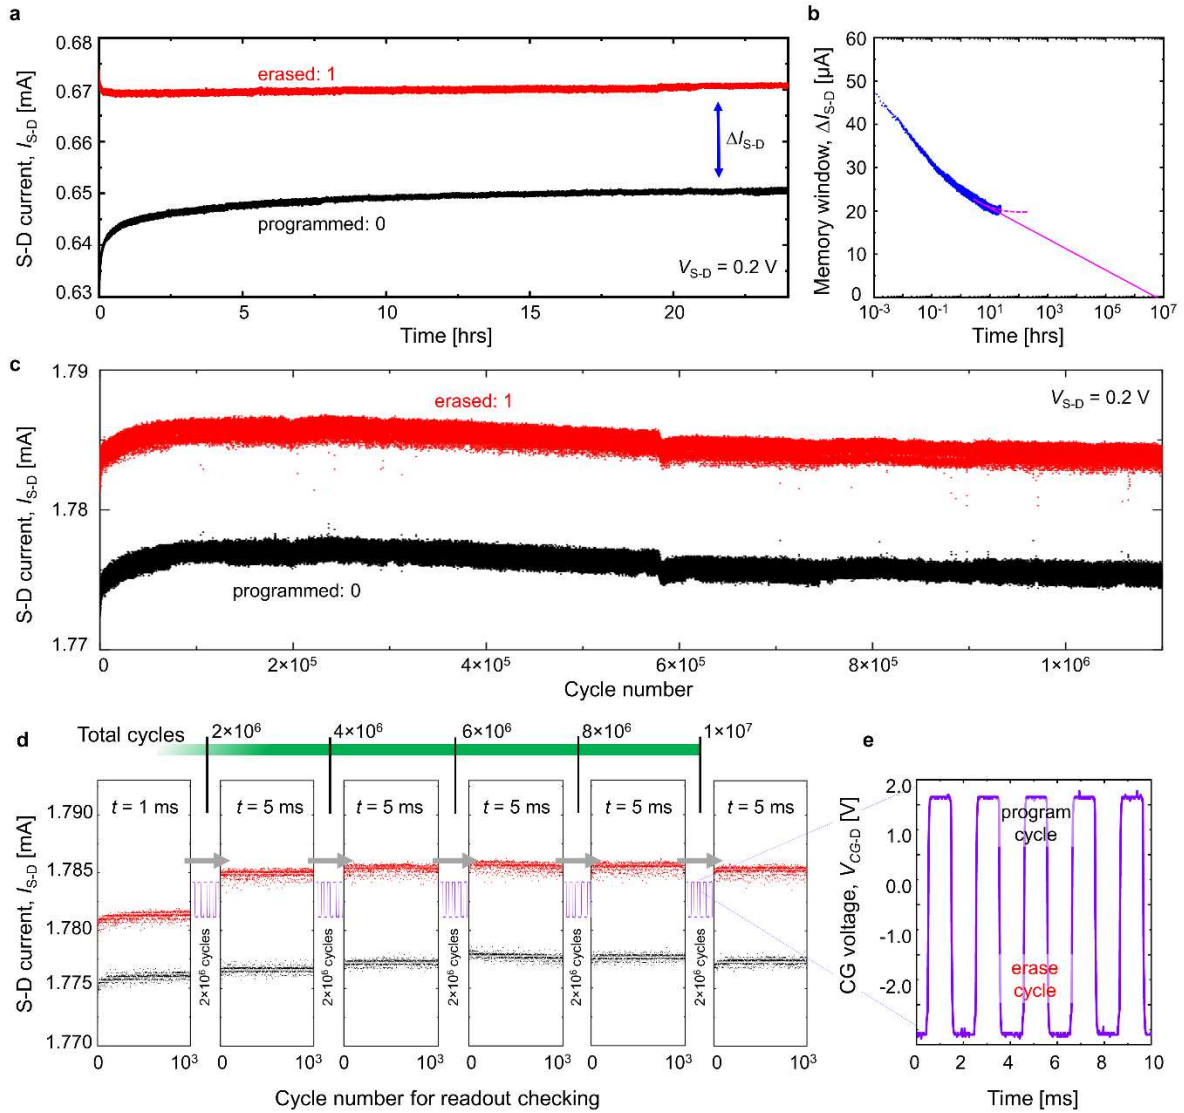 a
S-D current, I_S-D [mA]
0.68
0.67
0.66
0.65
0.64
0.63
erased: 1
ΔI_S-D
programmed: 0
V_S-D = 0.2 V
0 5 10 15 20
Time [hrs]
b
Memory window, ΔI_S-D [µA]
60
50
40
30
20
10
0
10⁻³ 10⁻¹ 10¹ 10³ 10⁵ 10⁷
Time [hrs]
c
S-D current, I_S-D [mA]
1.79
1.78
1.77
erased: 1
V_S-D = 0.2 V
programmed: 0
0 2×10⁵ 4×10⁵ 6×10⁵ 8×10⁵ 1×10⁶
Cycle number
d
Total cycles 2×10⁶ 4×10⁶ 6×10⁶ 8×10⁶ 1×10⁷
S-D current, I_S-D [mA]
1.790
1.785
1.780
1.775
1.770
t = 1 ms t = 5 ms t = 5 ms t = 5 ms t = 5 ms t = 5 ms
2×10⁶ cycles 2×10⁶ cycles 2×10⁶ cycles 2×10⁶ cycles 2×10⁶ cycles
0 10³ 0 10³ 0 10³ 0 10³ 0 10³ 0 10³
Cycle number for readout checking
e
CG voltage, V_CG-D [V]
2.0
1.0
0.0
-1.0
-2.0
program
cycle
erase
cycle
0 2 4 6 8 10
Time [ms]